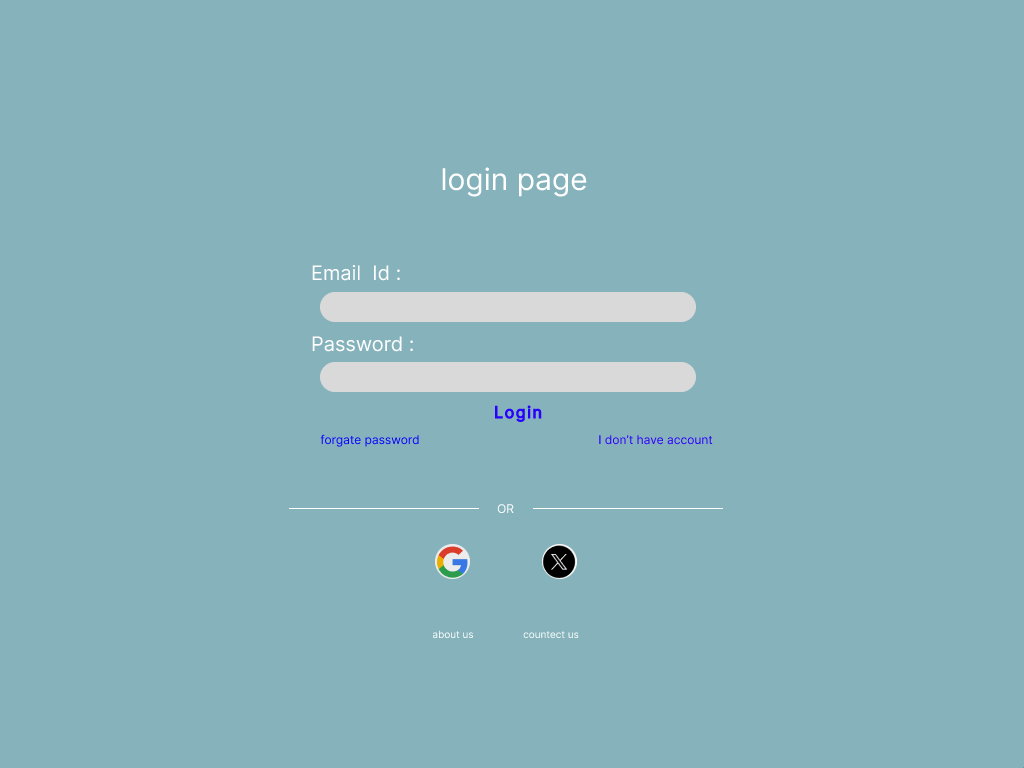 login page
Email  Id :
Password :
Login
forgate password
I don't have account
OR
about us
countect us